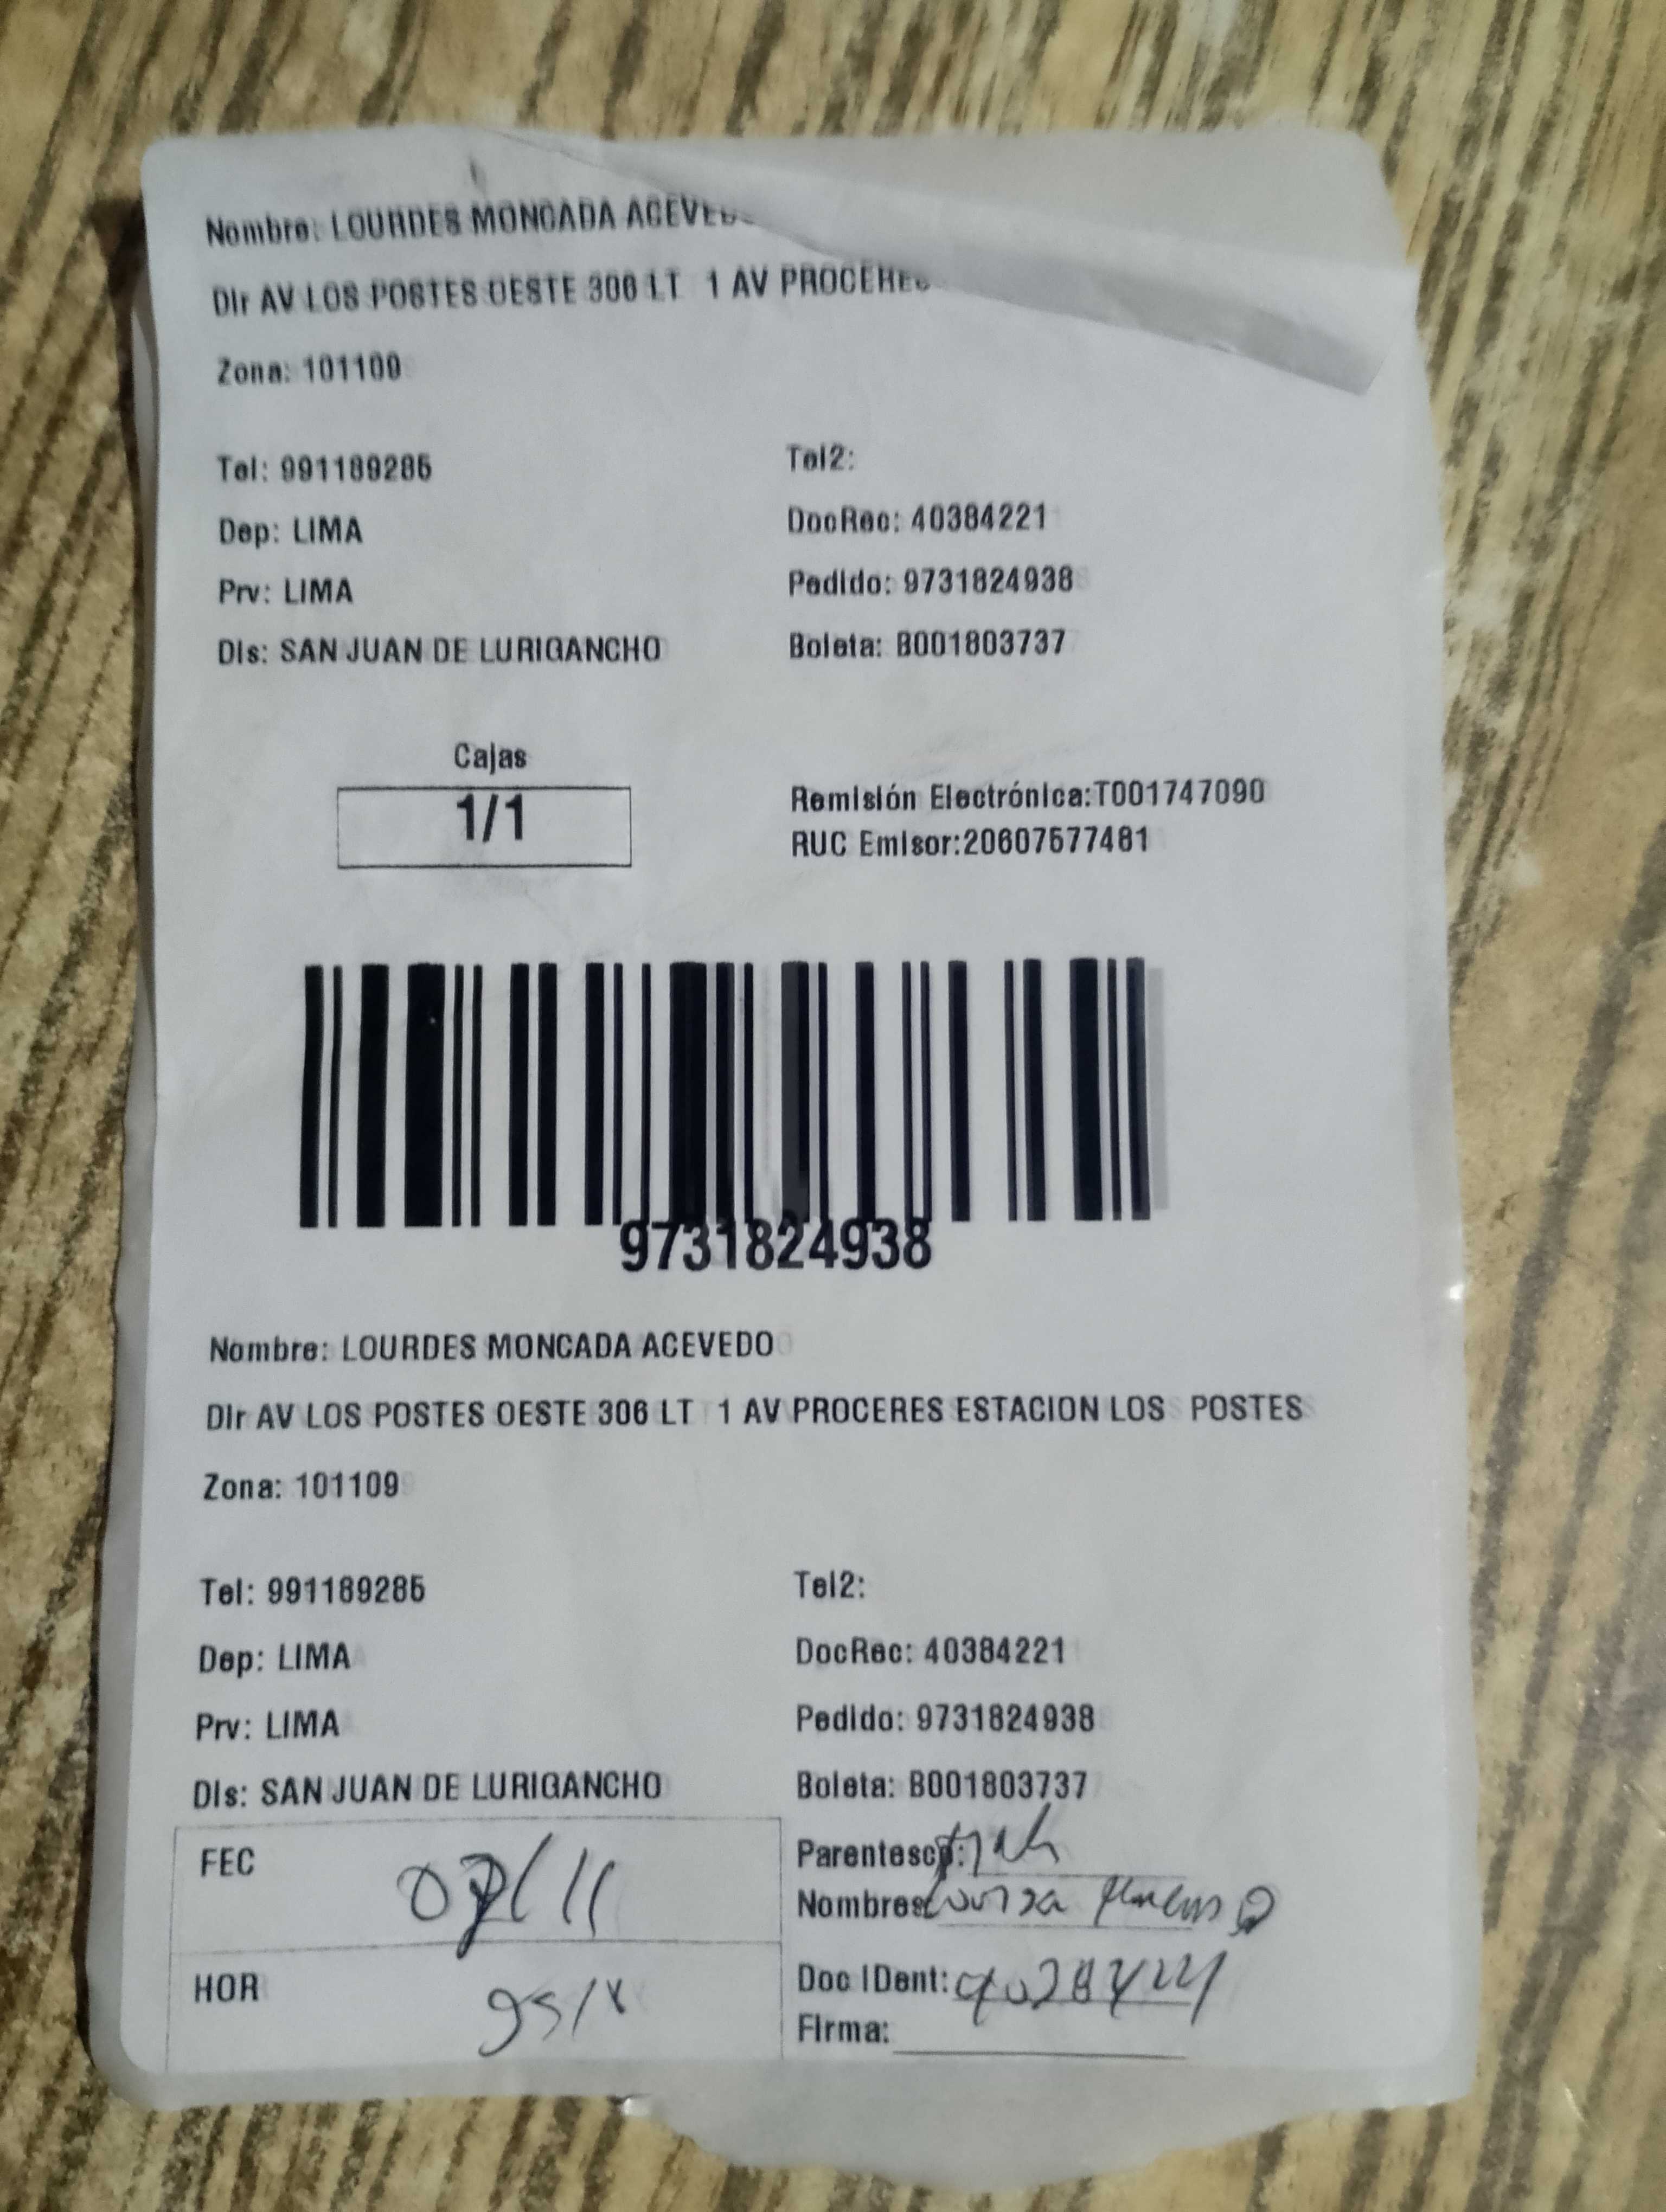 Nombre: LOURDES MONCADA ACEVEDO
Dir AV LOS POSTES OESTE 306 LT 1 AV PROCERES
Zona: 101109
Tel: 991189285
Tel2:
Dep: LIMA
DocRec: 40384221
Prv: LIMA
Pedido: 9731824938
Dis: SAN JUAN DE LURIGANCHO
Boleta: B001803737
Cajas
1/1
Remisión Electrónica:T001747090
RUC Emisor:20607577481
9731824938
Nombre: LOURDES MONCADA ACEVEDO
Dir AV LOS POSTES OESTE 306 LT 1 AV PROCERES ESTACION LOS POSTES
Zona: 101109
Tel: 991189285
Tel2:
Dep: LIMA
DocRec: 40384221
Prv: LIMA
Pedido: 9731824938
Dis: SAN JUAN DE LURIGANCHO
Boleta: B001803737
FEC 07/11
Parentesco:
Nombres:
HOR
Doc IDent:
Firma: